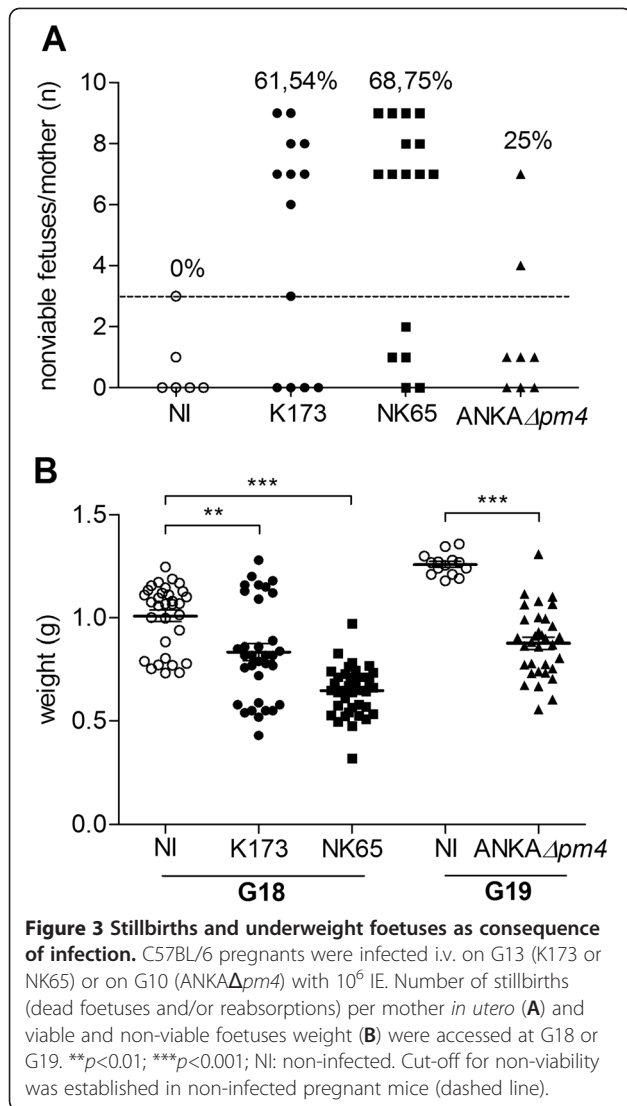 A
nonviable fetuses/mother (n)
10
8
6
4
2
0
0%
61,54%
68,75%
25%
NI K173 NK65 ANKAΔpm4
B
weight (g)
1.5
1.0
0.5
0.0
***
**
***
NI K173 NK65 NI ANKAΔpm4
G18 G19
Figure 3 Stillbirths and underweight foetuses as consequence
of infection. C57BL/6 pregnants were infected i.v. on G13 (K173 or
NK65) or on G10 (ANKAΔpm4) with 10⁶ IE. Number of stillbirths
(dead foetuses and/or reabsorptions) per mother in utero (A) and
viable and non-viable foetuses weight (B) were accessed at G18 or
G19. **p<0.01; ***p<0.001; NI: non-infected. Cut-off for non-viability
was established in non-infected pregnant mice (dashed line).